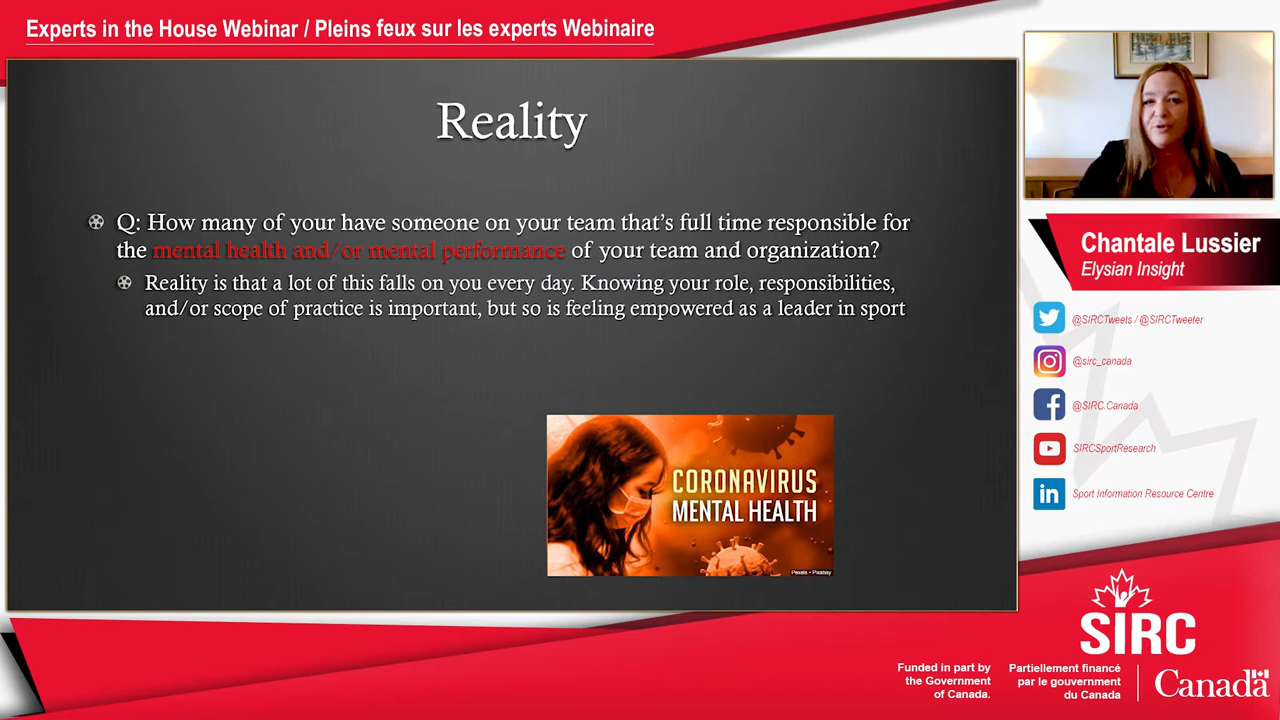 Experts in the House Webinar / Pleins feux sur les experts Webinaire
Reality
Q: How many of your have someone on your team that's full time responsible for
the mental health and/or mental performance of your team and organization?
Reality is that a lot of this falls on you every day. Knowing your role, responsibilities,
and/or scope of practice is important, but so is feeling empowered as a leader in sport
CORONAVIRUS
MENTAL HEALTH
Pexels • Pixabay
Chantale Lussier
Elysian Insight
@SIRCTweets / @SIRCTweeter
@sirc_canada
@SIRC.Canada
SIRCSportResearch
in
Sport Information Resource Centre
SIRC
Funded in part by
the Government
of Canada.
Partiellement financé
par le gouvernment
du Canada
Canada